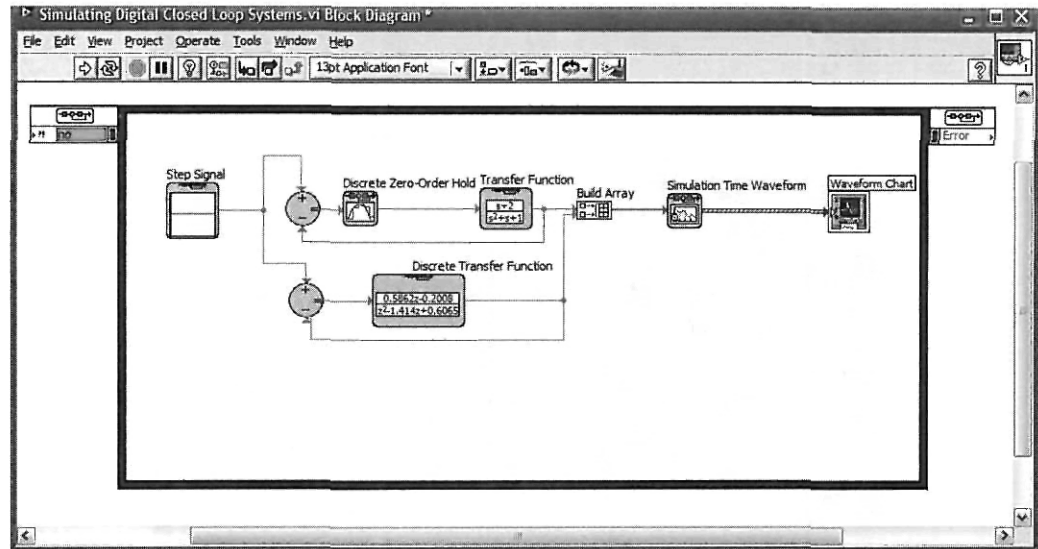 Simulating Digital Closed Loop Systems.vi Block Diagram *
File Edit View Project Operate Tools Window Help
13pt Application Font
no
Error
Step Signal
Discrete Zero-Order Hold
Transfer Function
s+2
s²+s+1
Build Array
Simulation Time Waveform
Waveform Chart
Discrete Transfer Function
0.5862z-0.2008
z²-1.414z+0.6065